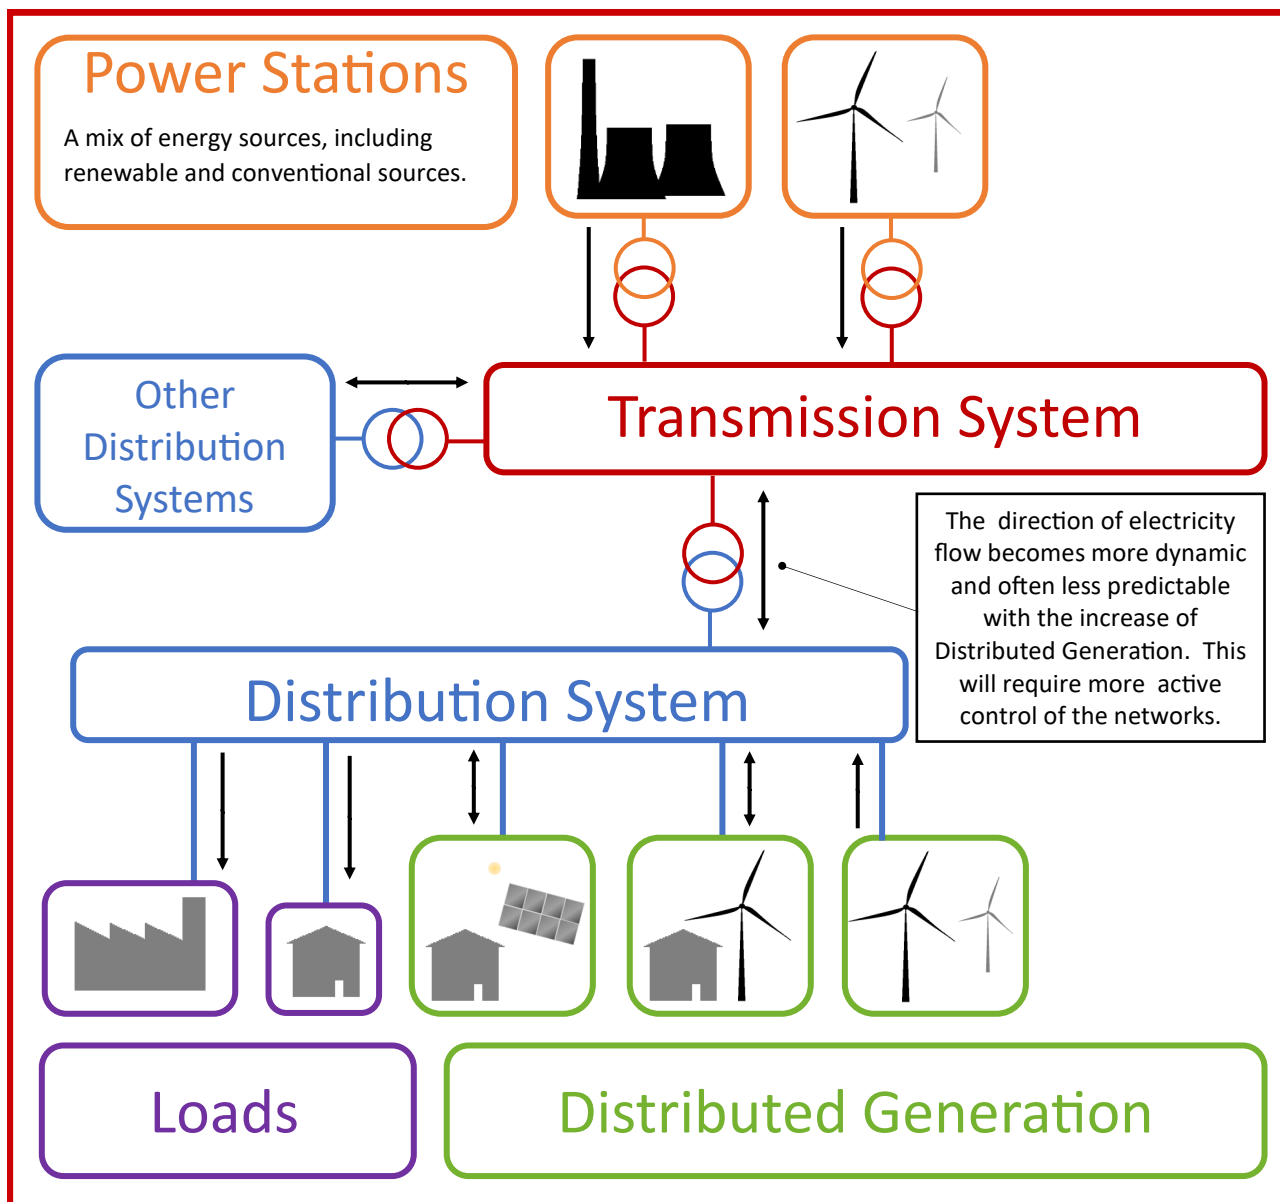 Power Stations
A mix of energy sources, including
renewable and conventional sources.
Other
Distribution
Systems
Transmission System
The direction of electricity
flow becomes more dynamic
and often less predictable
with the increase of
Distributed Generation. This
will require more active
control of the networks.
Distribution System
Loads
Distributed Generation